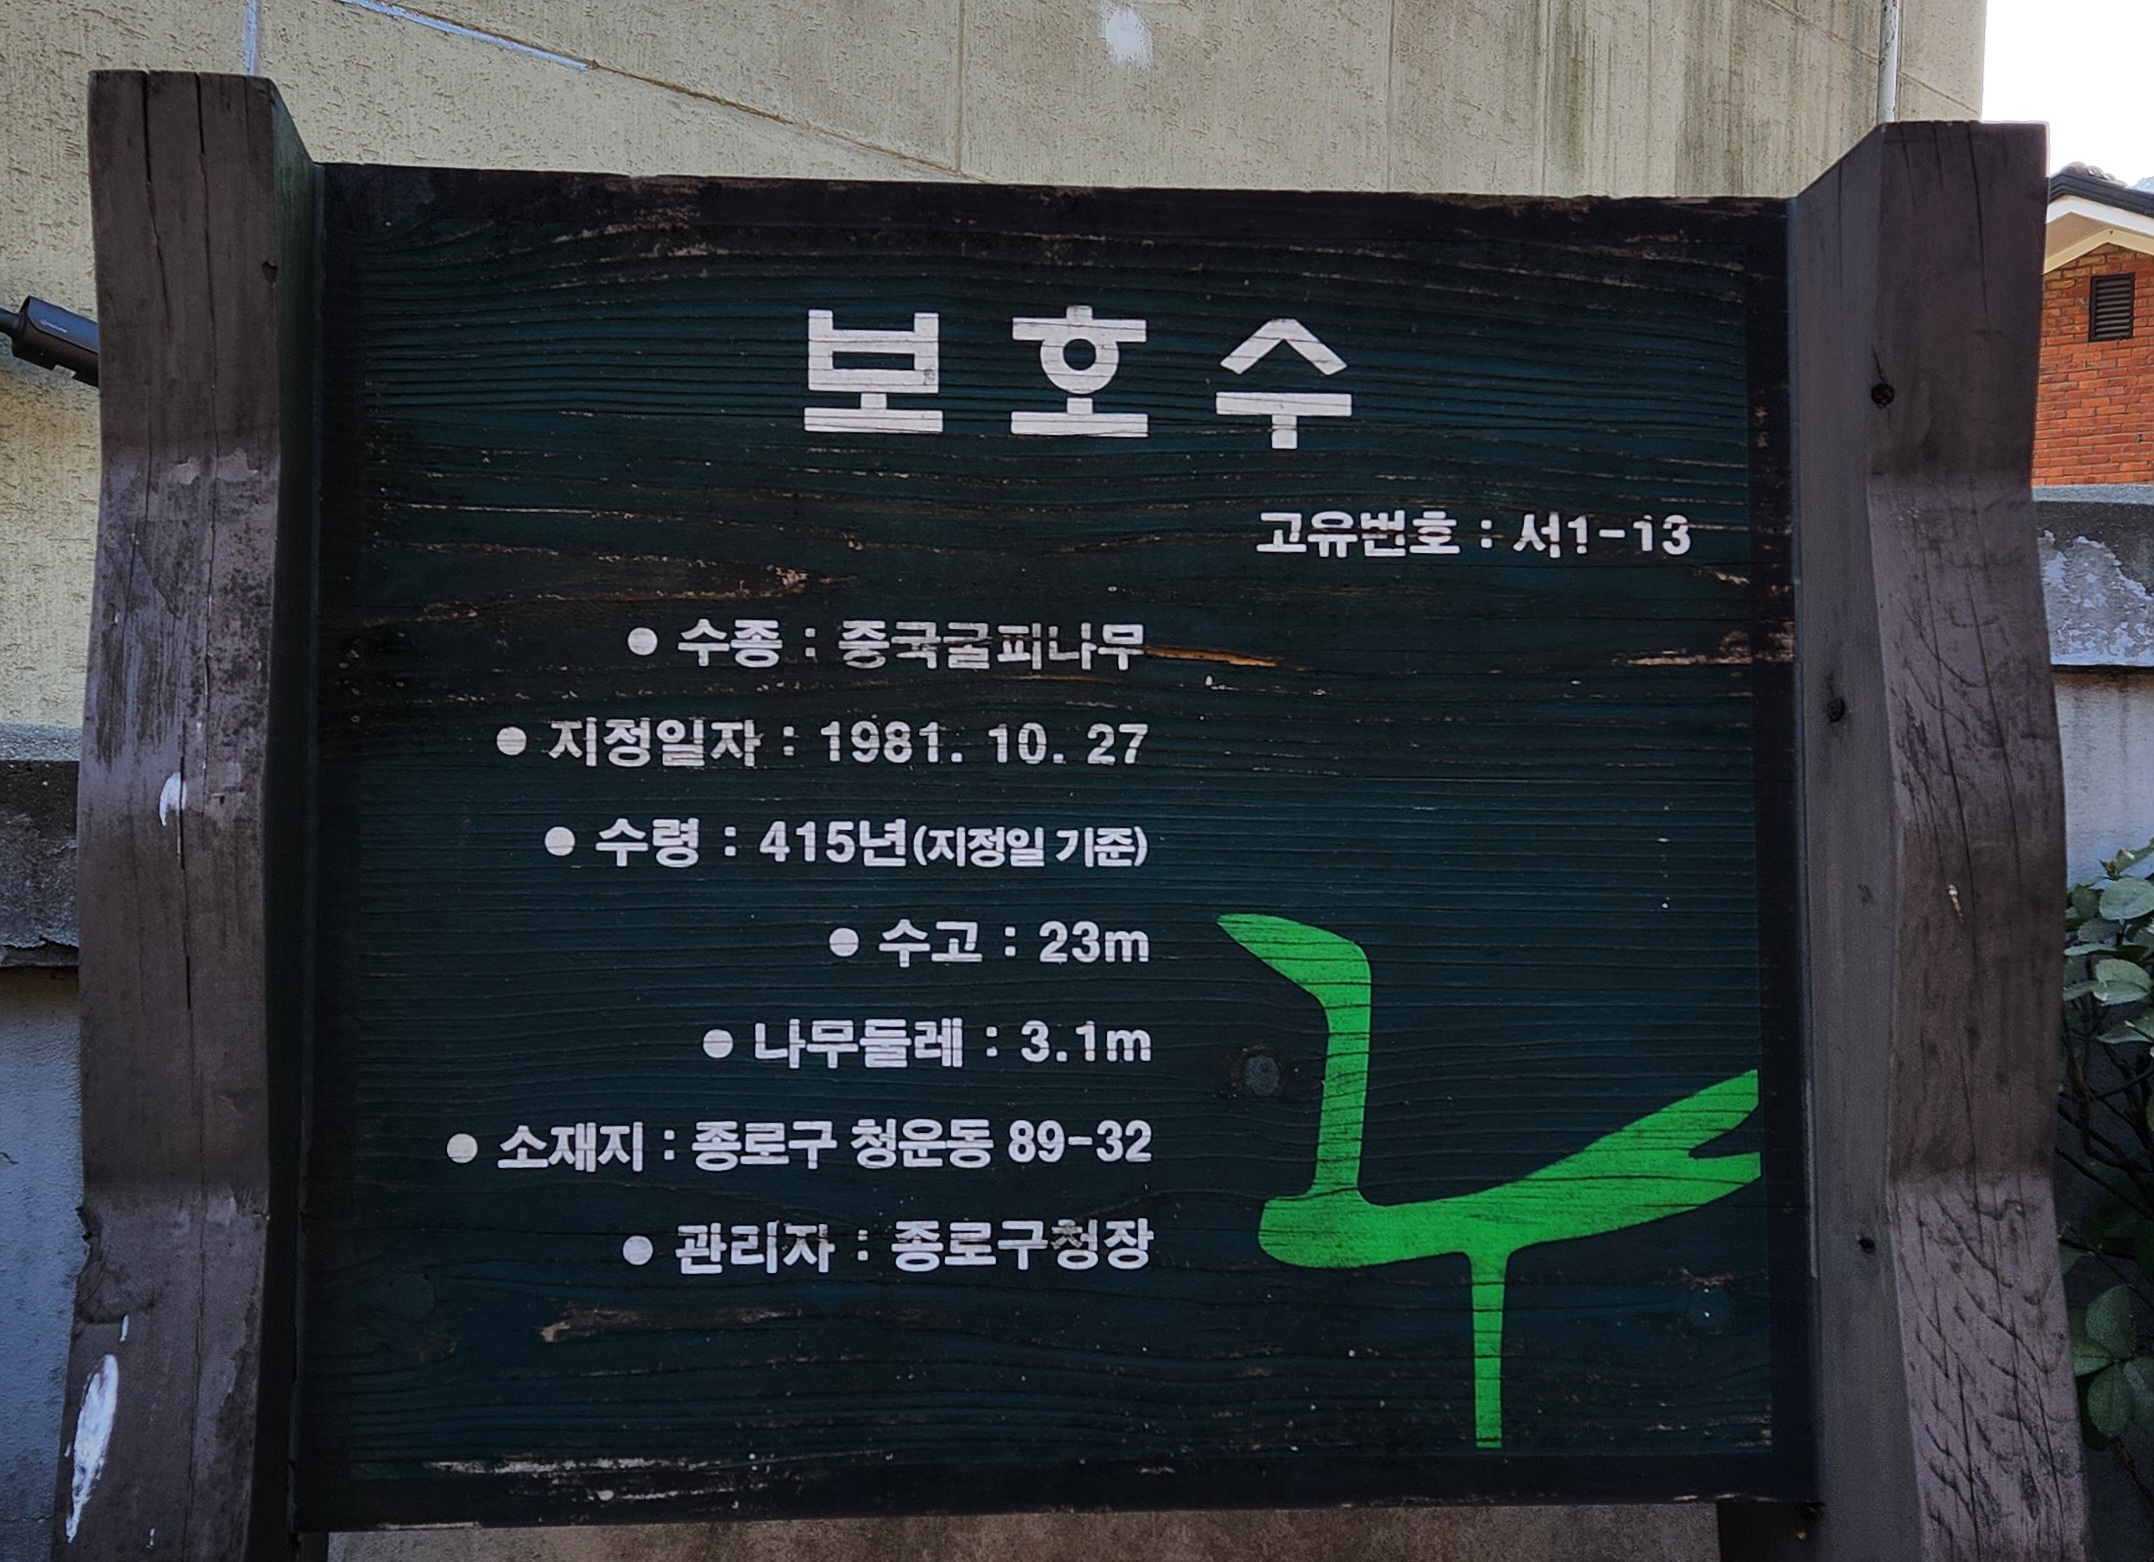 보호수
고유번호 : 서1-13
● 수종 : 중국굴피나무
● 지정일자 : 1981. 10. 27
● 수령 : 415년(지정일 기준)
● 수고 : 23m
● 나무둘레 : 3.1m
● 소재지 : 종로구 청운동 89-32
● 관리자 : 종로구청장